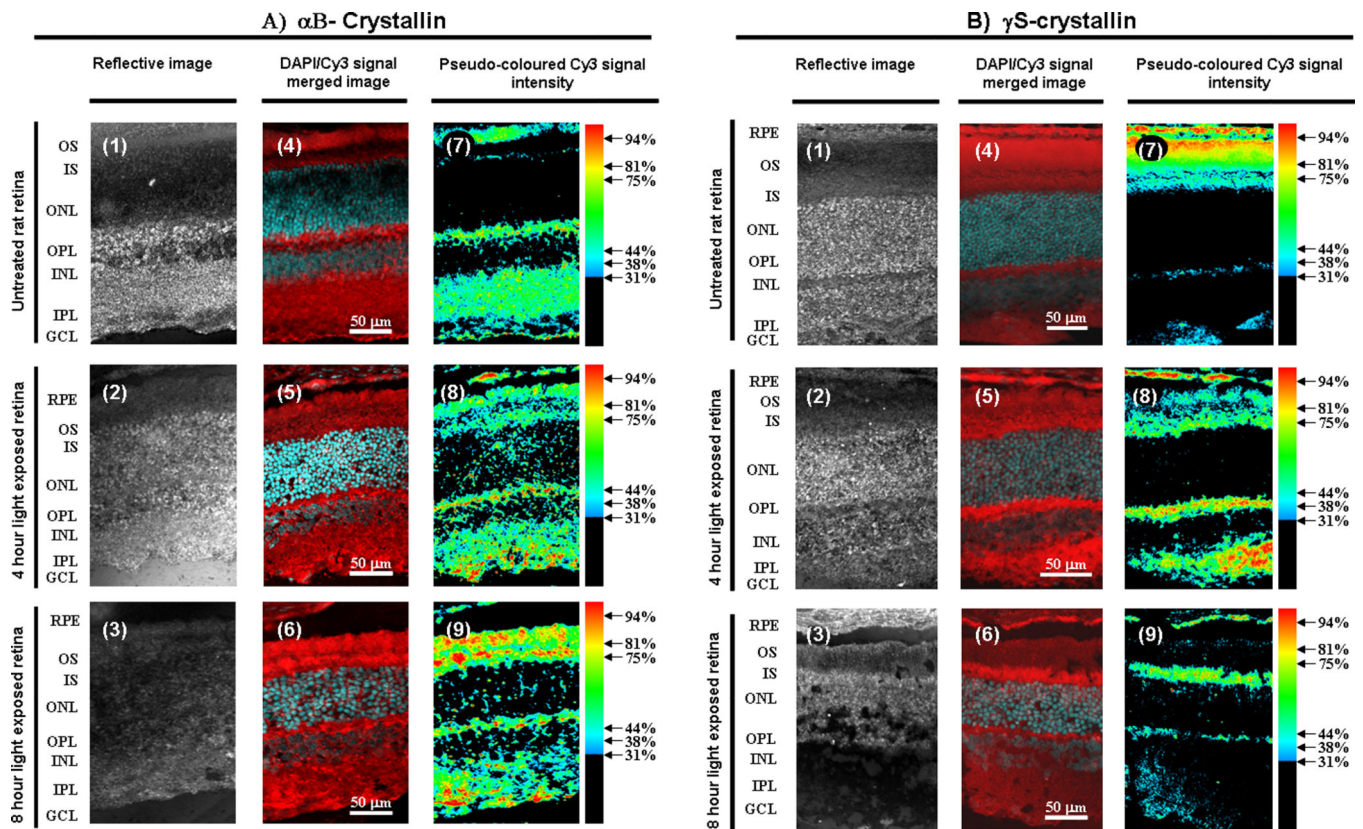 A) αB- Crystallin
Reflective image
DAPI/Cy3 signal
merged image
Pseudo-coloured Cy3 signal
intensity
Untreated rat retina
OS
IS
ONL
OPL
INL
IPL
GCL
(1)
(4)
50 µm
(7)
94%
81%
75%
44%
38%
31%
4 hour light exposed retina
RPE
OS
IS
ONL
OPL
INL
IPL
GCL
(2)
(5)
50 µm
(8)
94%
81%
75%
44%
38%
31%
8 hour light exposed retina
RPE
OS
IS
ONL
OPL
INL
IPL
GCL
(3)
(6)
50 µm
(9)
94%
81%
75%
44%
38%
31%
B) γS-crystallin
Reflective image
DAPI/Cy3 signal
merged image
Pseudo-coloured Cy3 signal
intensity
Untreated rat retina
RPE
OS
IS
ONL
OPL
INL
IPL
GCL
(1)
(4)
50 µm
(7)
94%
81%
75%
44%
38%
31%
4 hour light exposed retina
RPE
OS
IS
ONL
OPL
INL
IPL
GCL
(2)
(5)
50 µm
(8)
94%
81%
75%
44%
38%
31%
8 hour light exposed retina
RPE
OS
IS
ONL
OPL
INL
IPL
GCL
(3)
(6)
50 µm
(9)
94%
81%
75%
44%
38%
31%